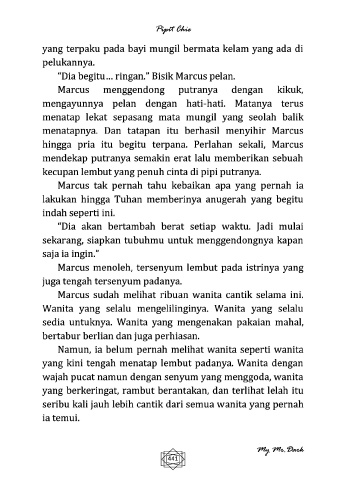 Pipit Chie
yang terpaku pada bayi mungil bermata kelam yang ada di
pelukannya.
"Dia begitu… ringan." Bisik Marcus pelan.
Marcus menggendong putranya dengan kikuk,
mengayunnya pelan dengan hati-hati. Matanya terus
menatap lekat sepasang mata mungil yang seolah balik
menatapnya. Dan tatapan itu berhasil menyihir Marcus
hingga pria itu begitu terpana. Perlahan sekali, Marcus
mendekap putranya semakin erat lalu memberikan sebuah
kecupan lembut yang penuh cinta di pipi putranya.
Marcus tak pernah tahu kebaikan apa yang pernah ia
lakukan hingga Tuhan memberinya anugerah yang begitu
indah seperti ini.
"Dia akan bertambah berat setiap waktu. Jadi mulai
sekarang, siapkan tubuhmu untuk menggendongnya kapan
saja ia ingin."
Marcus menoleh, tersenyum lembut pada istrinya yang
juga tengah tersenyum padanya.
Marcus sudah melihat ribuan wanita cantik selama ini.
Wanita yang selalu mengelilinginya. Wanita yang selalu
sedia untuknya. Wanita yang mengenakan pakaian mahal,
bertabur berlian dan juga perhiasan.
Namun, ia belum pernah melihat wanita seperti wanita
yang kini tengah menatap lembut padanya. Wanita dengan
wajah pucat namun dengan senyum yang menggoda, wanita
yang berkeringat, rambut berantakan, dan terlihat lelah itu
seribu kali jauh lebih cantik dari semua wanita yang pernah
ia temui.
441
My Mr. Dark